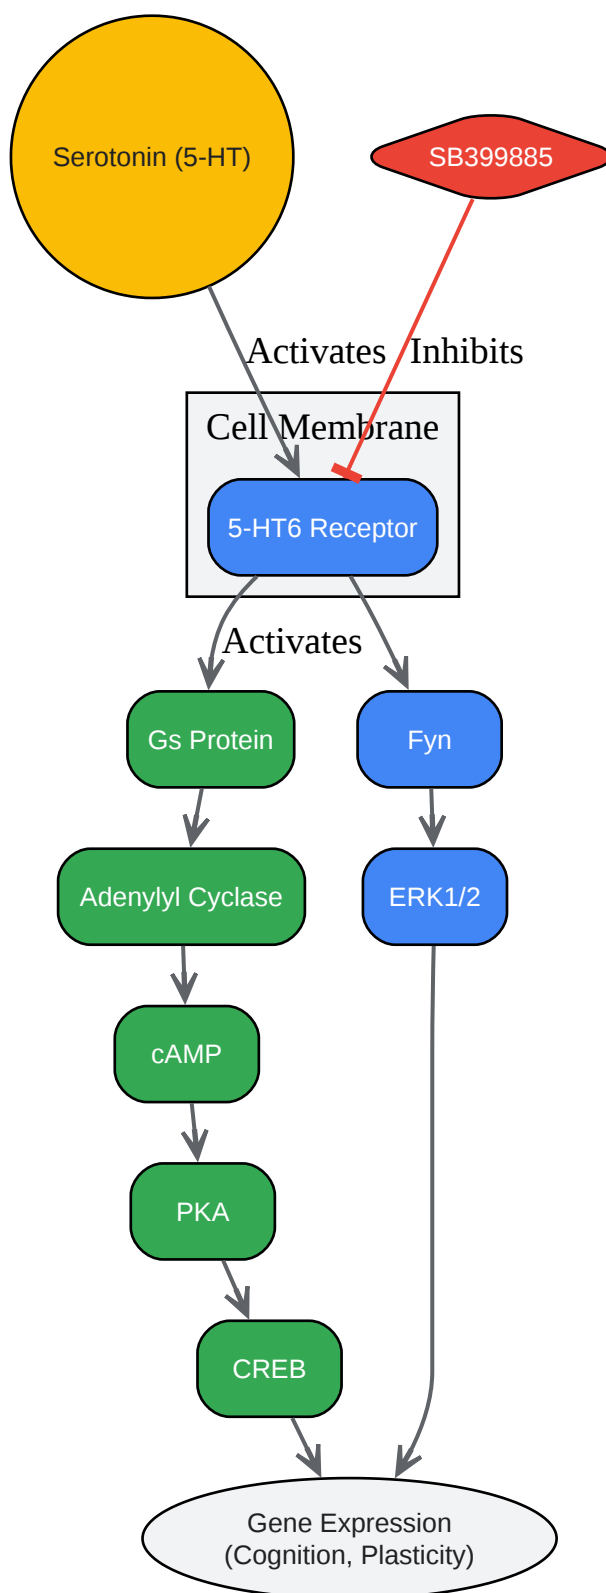 Serotonin (5-HT)
SB399885
Activates
Inhibits
Cell Membrane
5-HT6 Receptor
Activates
Gs Protein
Fyn
Adenylyl Cyclase
ERK1/2
cAMP
PKA
CREB
Gene Expression
(Cognition, Plasticity)